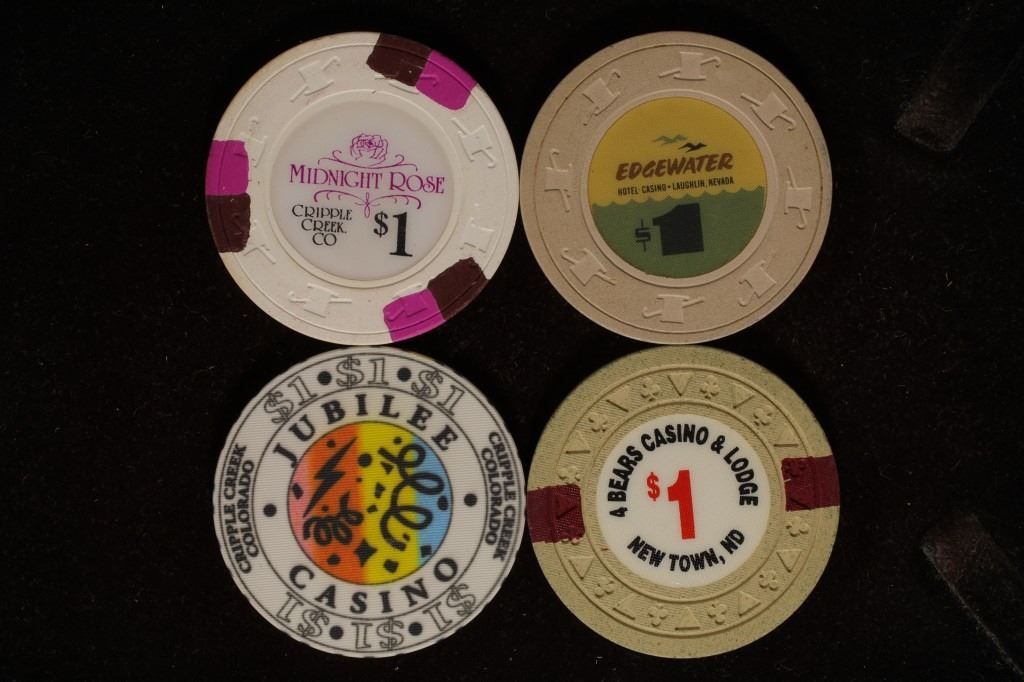 MIDNIGHT ROSE
CRIPPLE
CREEK,
CO
$1
EDGEWATER
HOTEL·CASINO • LAUGHLIN, NEVADA
$1
$1 • $1 • $1
JUBILEE
CASINO
CRIPPLE CREEK
COLORADO
CRIPPLE CREEK
COLORADO
$1 • $1 • $1
4 BEARS CASINO & LODGE
$1
NEW TOWN, ND